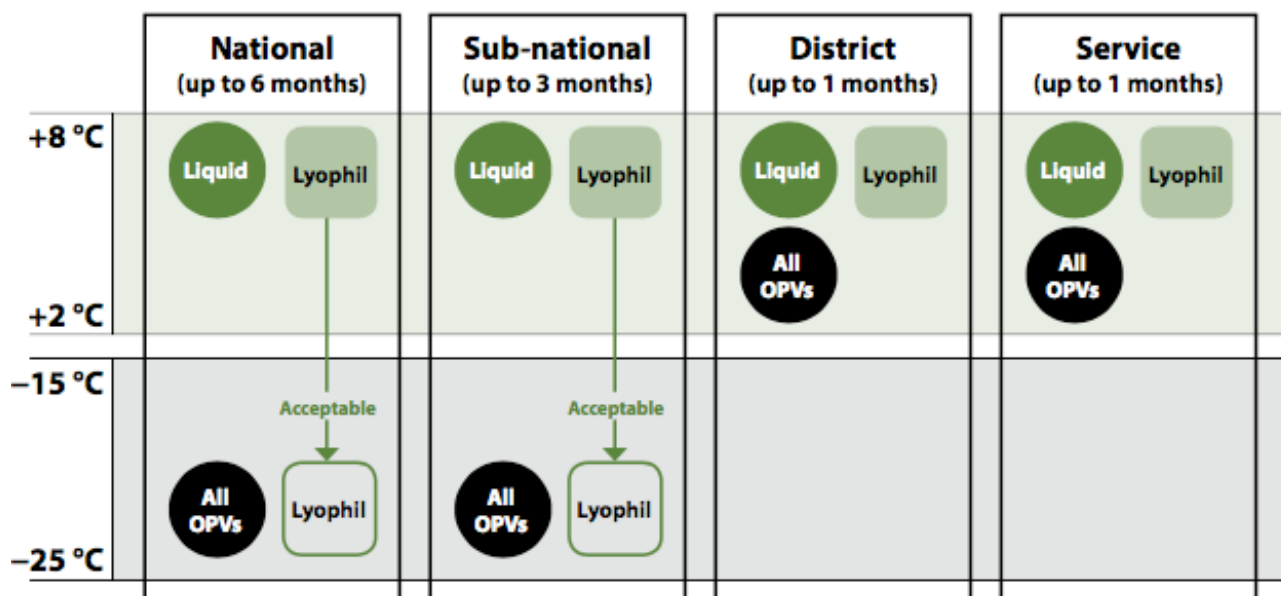 National
(up to 6 months)
Sub-national
(up to 3 months)
District
(up to 1 months)
Service
(up to 1 months)
+8 °C
Liquid
Lyophil
Liquid
Lyophil
Liquid
Lyophil
Liquid
Lyophil
All
OPVs
All
OPVs
+2 °C
−15 °C
Acceptable
Acceptable
All
OPVs
Lyophil
All
OPVs
Lyophil
−25 °C